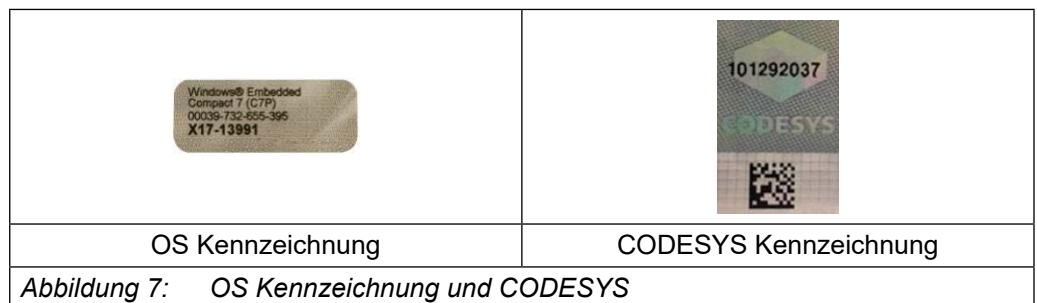 Windows® Embedded
Compact 7 (C7P)
00039-732-655-395
X17-13991
101292037
CODESYS
OS Kennzeichnung
CODESYS Kennzeichnung
Abbildung 7: OS Kennzeichnung und CODESYS